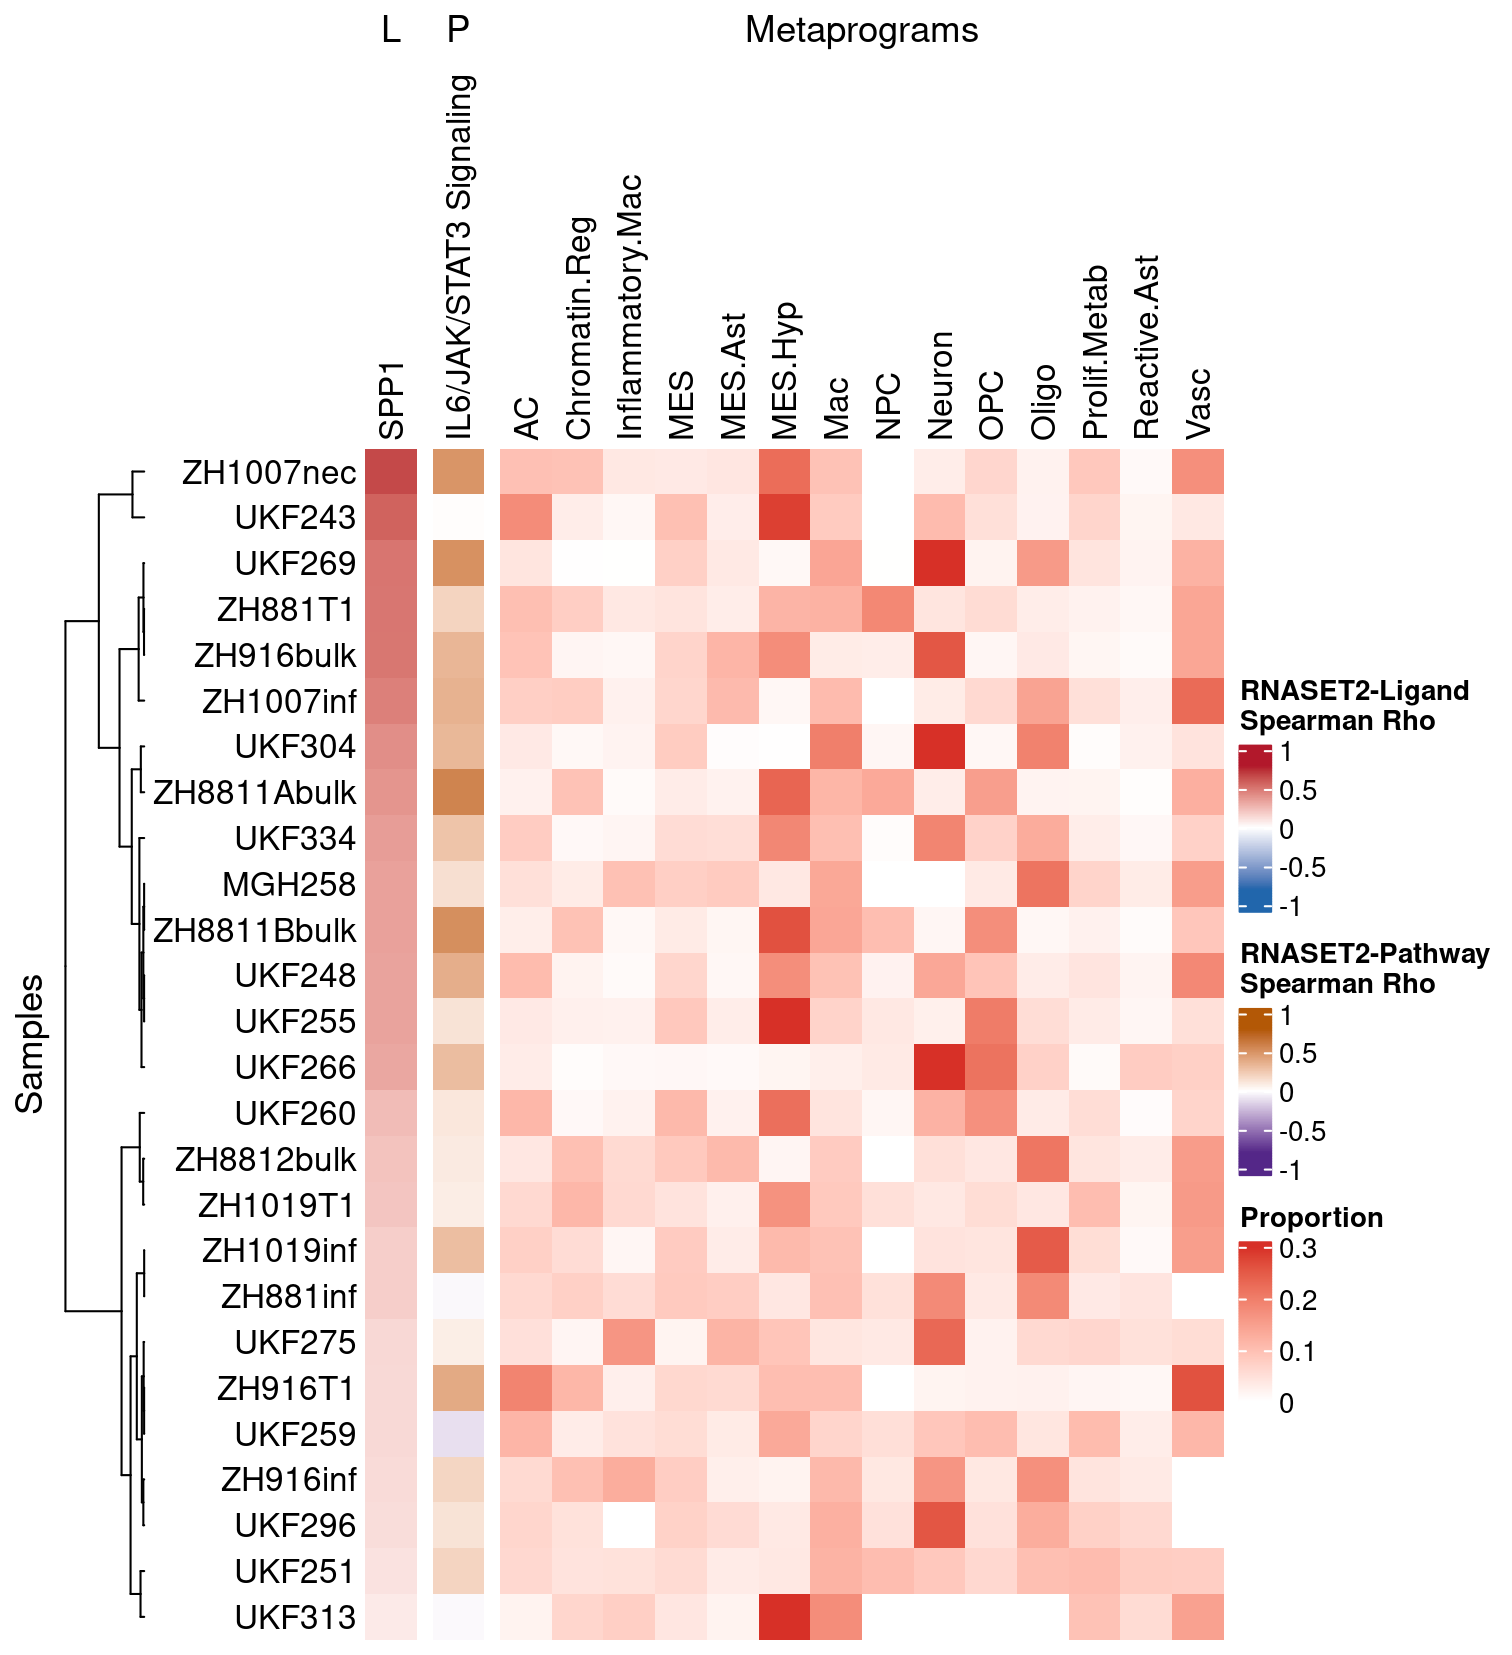 L P Metaprograms
SPP1
IL6/JAK/STAT3 Signaling
AC
Chromatin.Reg
Inflammatory.Mac
MES
MES.Ast
MES.Hyp
Mac
NPC
Neuron
OPC
Oligo
Prolif.Metab
Reactive.Ast
Vasc
Samples
ZH1007nec
UKF243
UKF269
ZH881T1
ZH916bulk
ZH1007inf
UKF304
ZH8811Abulk
UKF334
MGH258
ZH8811Bbulk
UKF248
UKF255
UKF266
UKF260
ZH8812bulk
ZH1019T1
ZH1019inf
ZH881inf
UKF275
ZH916T1
UKF259
ZH916inf
UKF296
UKF251
UKF313
RNASET2-Ligand
Spearman Rho
1
0.5
0
-0.5
-1
RNASET2-Pathway
Spearman Rho
1
0.5
0
-0.5
-1
Proportion
0.3
0.2
0.1
0